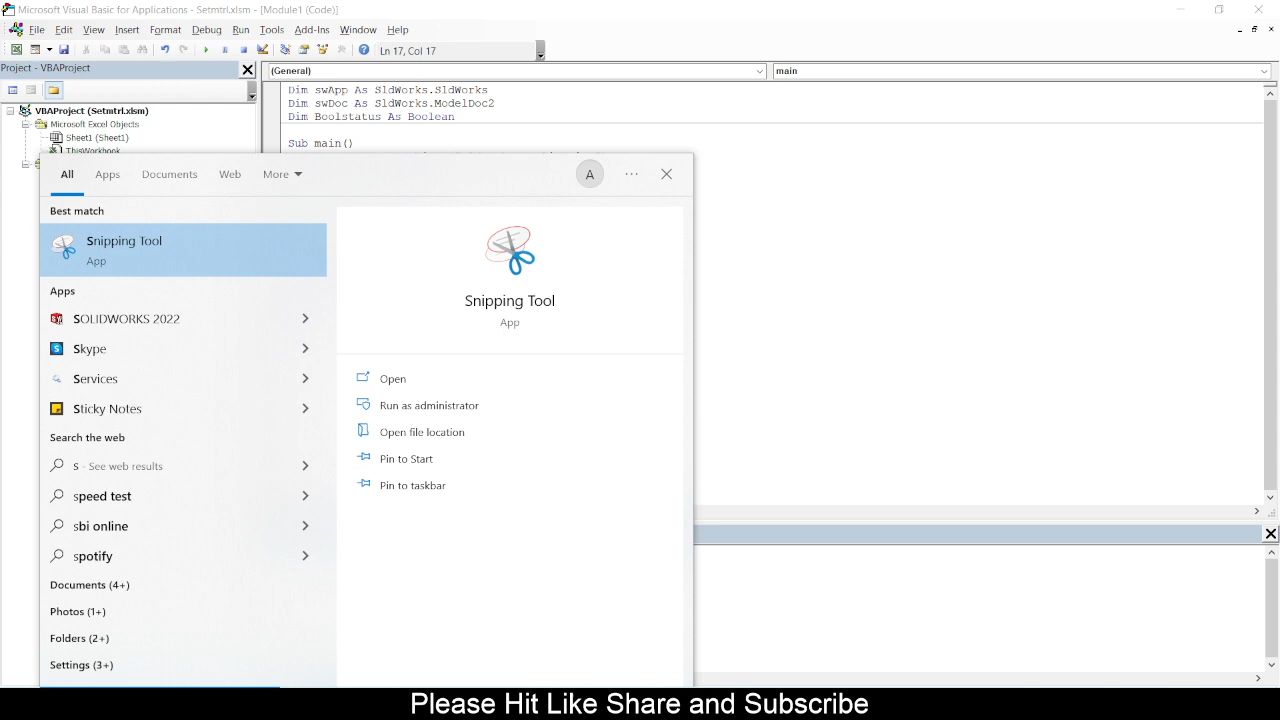 Microsoft Visual Basic for Applications - Setmtrl.xlsm - [Module1 (Code)]
File Edit View Insert Format Debug Run Tools Add-Ins Window Help
Ln 17, Col 17
Project - VBAProject
(General) main
VBAProject (Setmtrl.xlsm)
Microsoft Excel Objects
Sheet1 (Sheet1)
ThisWorkbook
Dim swApp As SldWorks.SldWorks
Dim swDoc As SldWorks.ModelDoc2
Dim Boolstatus As Boolean
Sub main()
All Apps Documents Web More A
Best match
Snipping Tool
App
Apps
SOLIDWORKS 2022
Skype
Services
Sticky Notes
Search the web
s - See web results
speed test
sbi online
spotify
Documents (4+)
Photos (1+)
Folders (2+)
Settings (3+)
Snipping Tool
App
Open
Run as administrator
Open file location
Pin to Start
Pin to taskbar
Please Hit Like Share and Subscribe